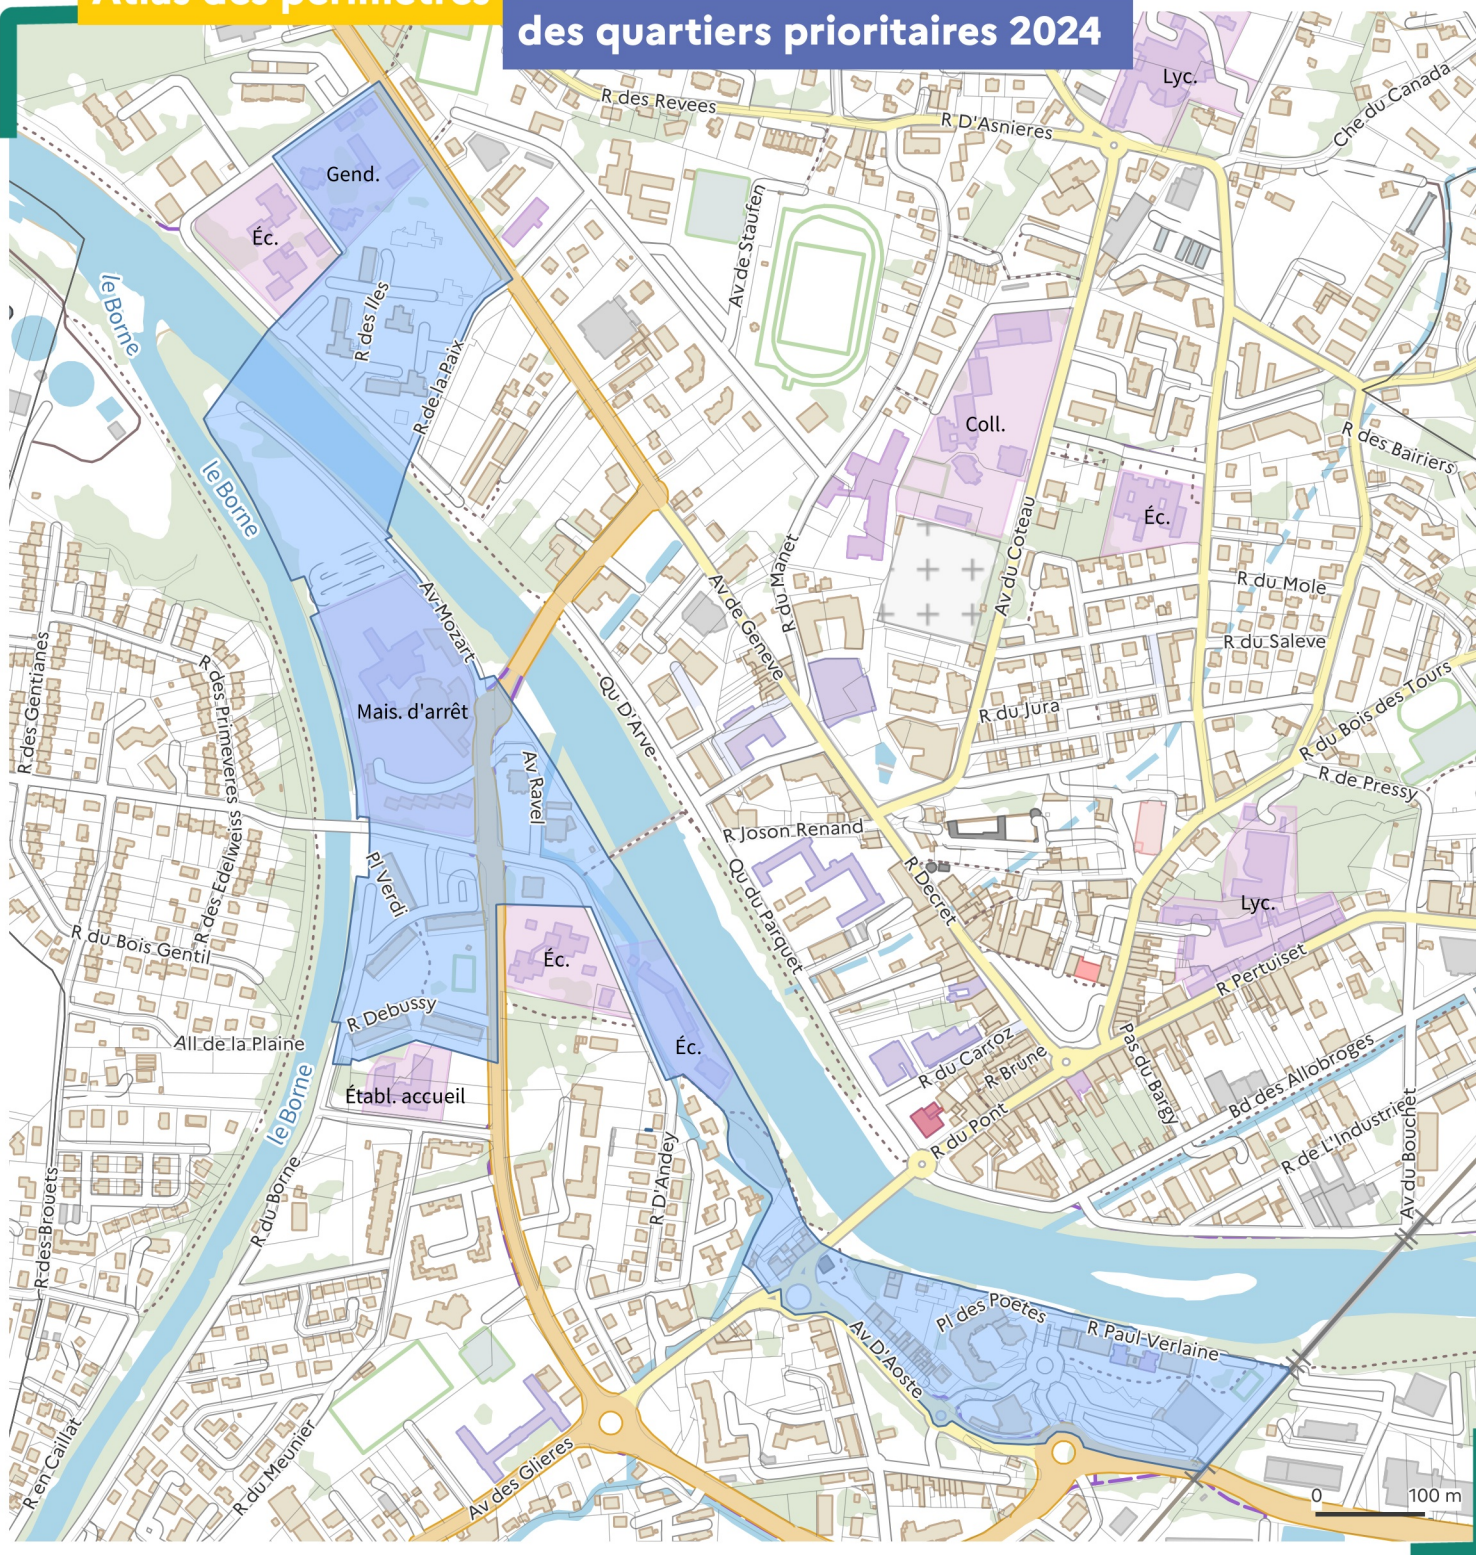 Atlas des périmètres
des quartiers prioritaires 2024
Lyc.
R des Revees
R D'Asnieres
Che du Canada
Gend.
Éc.
Av de Staufen
le Borne
R des Iles
R de la Paix
Coll.
R des Bairiers
le Borne
Éc.
Av du Coteau
R du Manet
Av Mozart
Av de Geneve
R du Mole
R du Saleve
R des Gentianes
R des Primeveres
Qu D'Arve
Mais. d'arrêt
R du Jura
R du Bois des Tours
R de Pressy
Av Ravel
R Joson Renand
R des Edelweiss
Pl Verdi
Qu du Parquet
R Decret
Lyc.
R du Bois Gentil
Éc.
R Pertuiset
R Debussy
All de la Plaine
Éc.
R du Carroz
R Brune
Pas du Bargy
Bd des Allobroges
Établ. accueil
le Borne
R du Pont
R de L'Industrie
Av du Bouchet
R des Brouets
R du Borne
R D'Andey
Pl des Poetes
R Paul Verlaine
Av D'Aoste
R en Caillat
R du Meunier
Av des Glieres
0 100 m